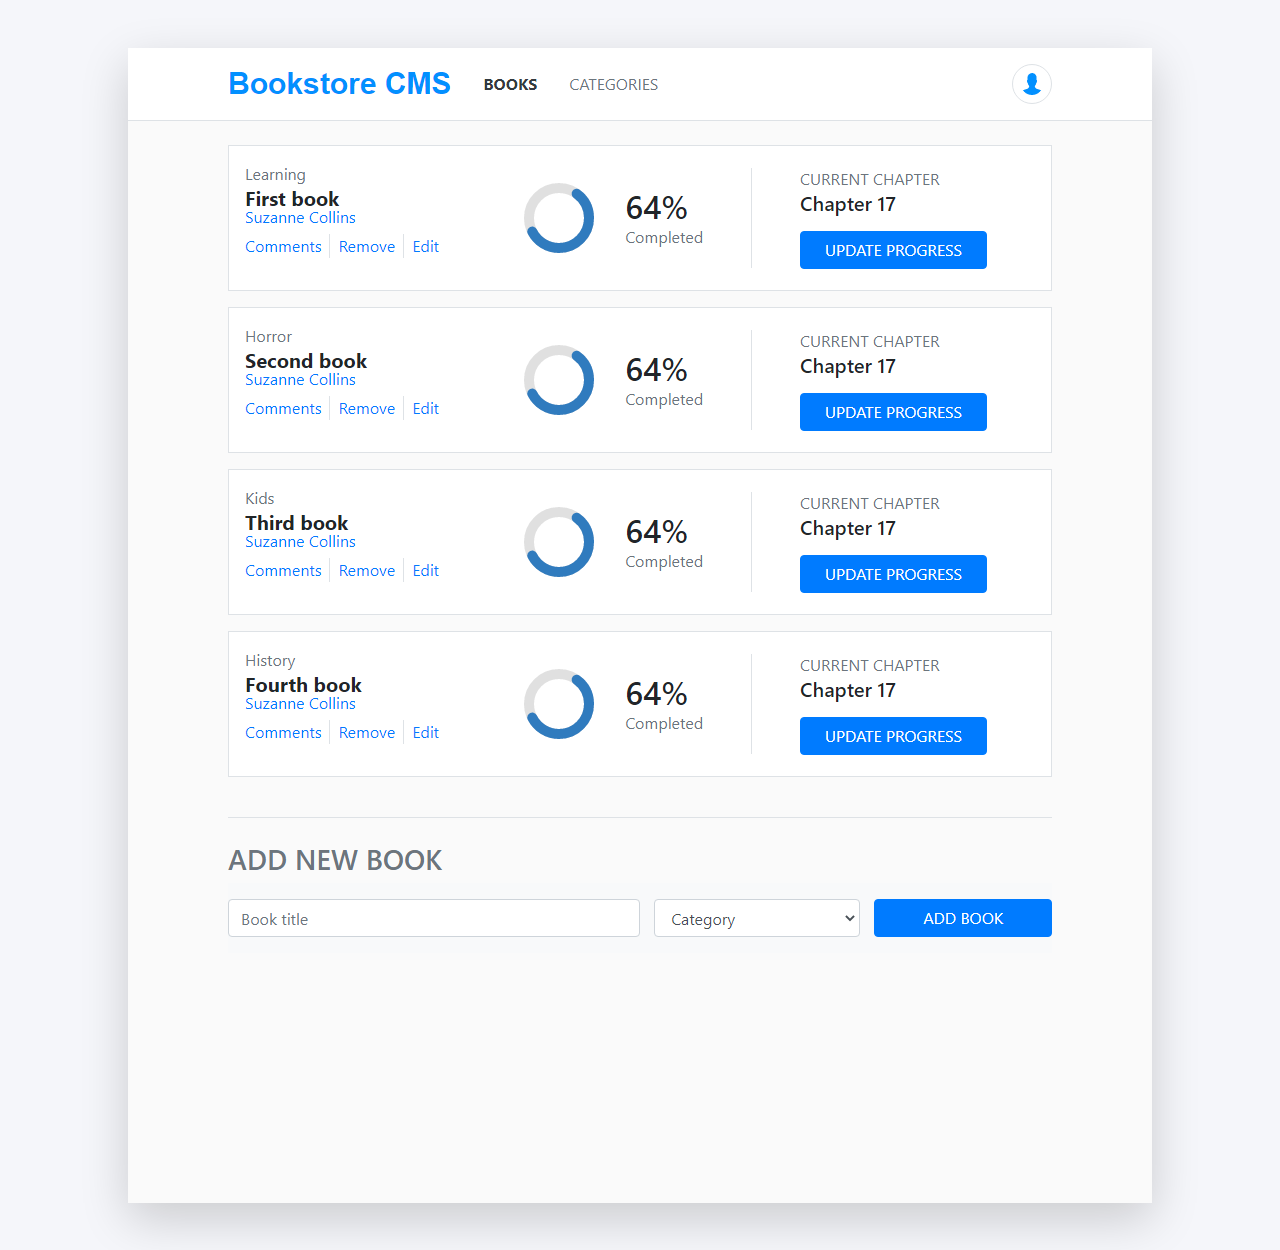 Bookstore CMS BOOKS CATEGORIES
Learning
First book
Suzanne Collins
Comments Remove Edit
64%
Completed
CURRENT CHAPTER
Chapter 17
UPDATE PROGRESS
Horror
Second book
Suzanne Collins
Comments Remove Edit
64%
Completed
CURRENT CHAPTER
Chapter 17
UPDATE PROGRESS
Kids
Third book
Suzanne Collins
Comments Remove Edit
64%
Completed
CURRENT CHAPTER
Chapter 17
UPDATE PROGRESS
History
Fourth book
Suzanne Collins
Comments Remove Edit
64%
Completed
CURRENT CHAPTER
Chapter 17
UPDATE PROGRESS
ADD NEW BOOK
Book title Category ADD BOOK